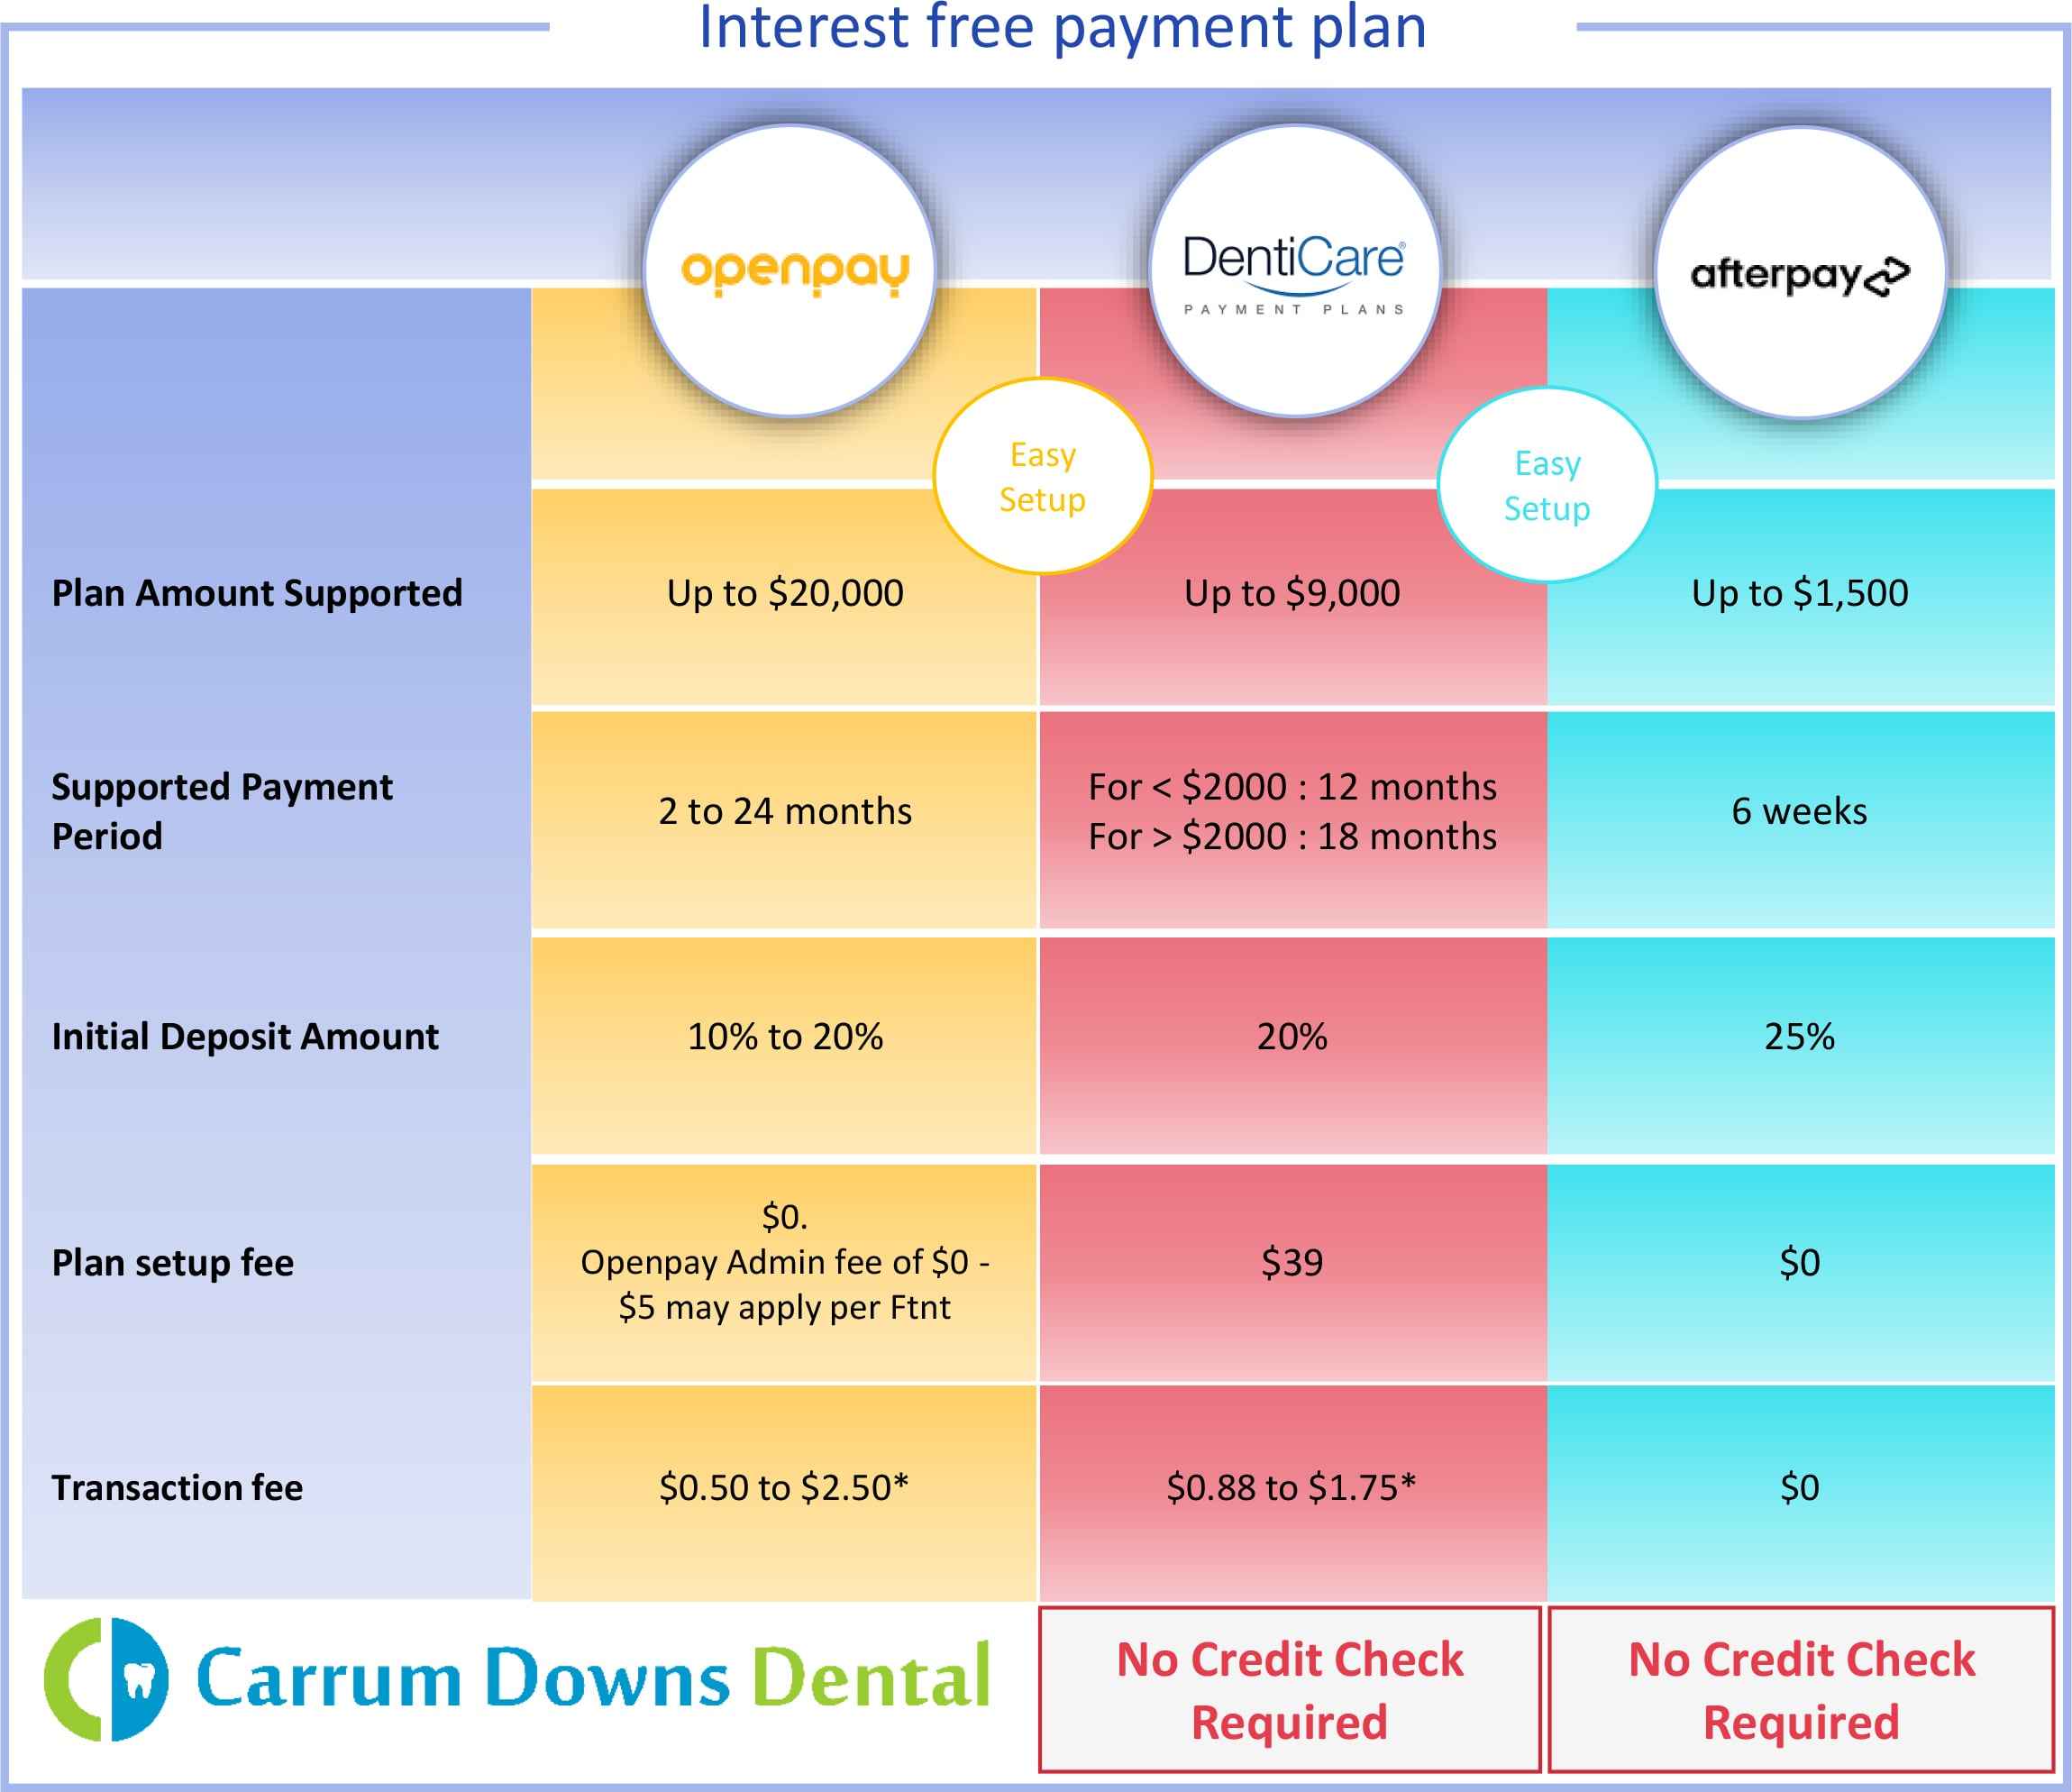 Interest free payment plan
openpay
DentiCare®
PAYMENT PLANS
afterpay
Easy
Setup
Easy
Setup
Plan Amount Supported
Up to $20,000
Up to $9,000
Up to $1,500
Supported Payment
Period
2 to 24 months
For < $2000 : 12 months
For > $2000 : 18 months
6 weeks
Initial Deposit Amount
10% to 20%
20%
25%
Plan setup fee
$0.
Openpay Admin fee of $0 -
$5 may apply per Ftnt
$39
$0
Transaction fee
$0.50 to $2.50*
$0.88 to $1.75*
$0
Carrum Downs Dental
No Credit Check
Required
No Credit Check
Required